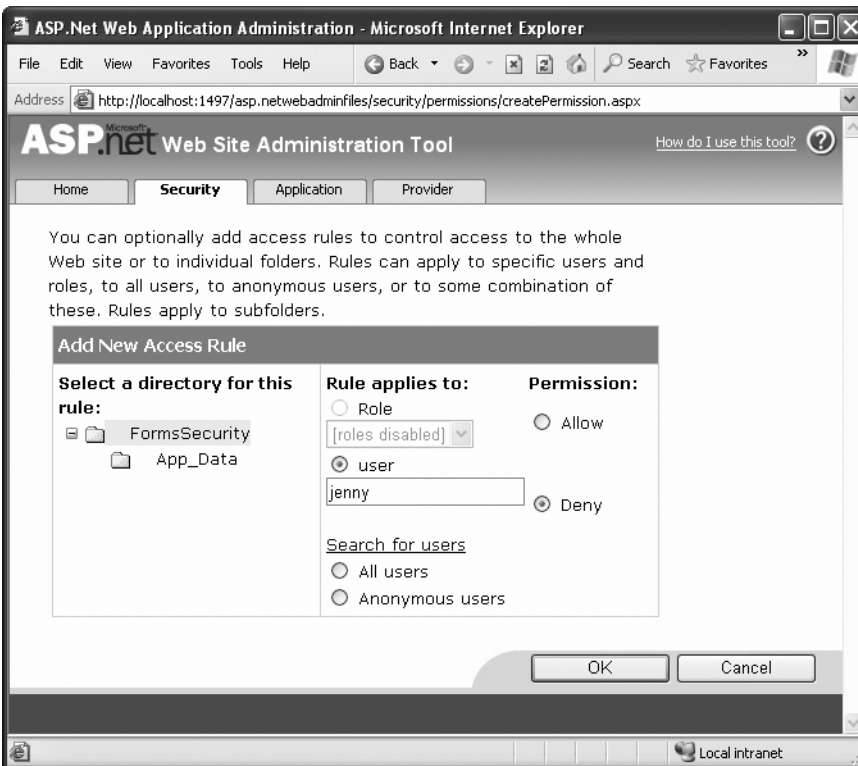 ASP.Net Web Application Administration - Microsoft Internet Explorer
File Edit View Favorites Tools Help Back Search Favorites »
Address http://localhost:1497/asp.netwebadminfiles/security/permissions/createPermission.aspx
Microsoft
ASP.net Web Site Administration Tool How do I use this tool? ?
Home Security Application Provider
You can optionally add access rules to control access to the whole
Web site or to individual folders. Rules can apply to specific users and
roles, to all users, to anonymous users, or to some combination of
these. Rules apply to subfolders.
Add New Access Rule
Select a directory for this
rule:
FormsSecurity
App_Data
Rule applies to:
Role
[roles disabled]
user
jenny
Search for users
All users
Anonymous users
Permission:
Allow
Deny
OK Cancel
Local intranet